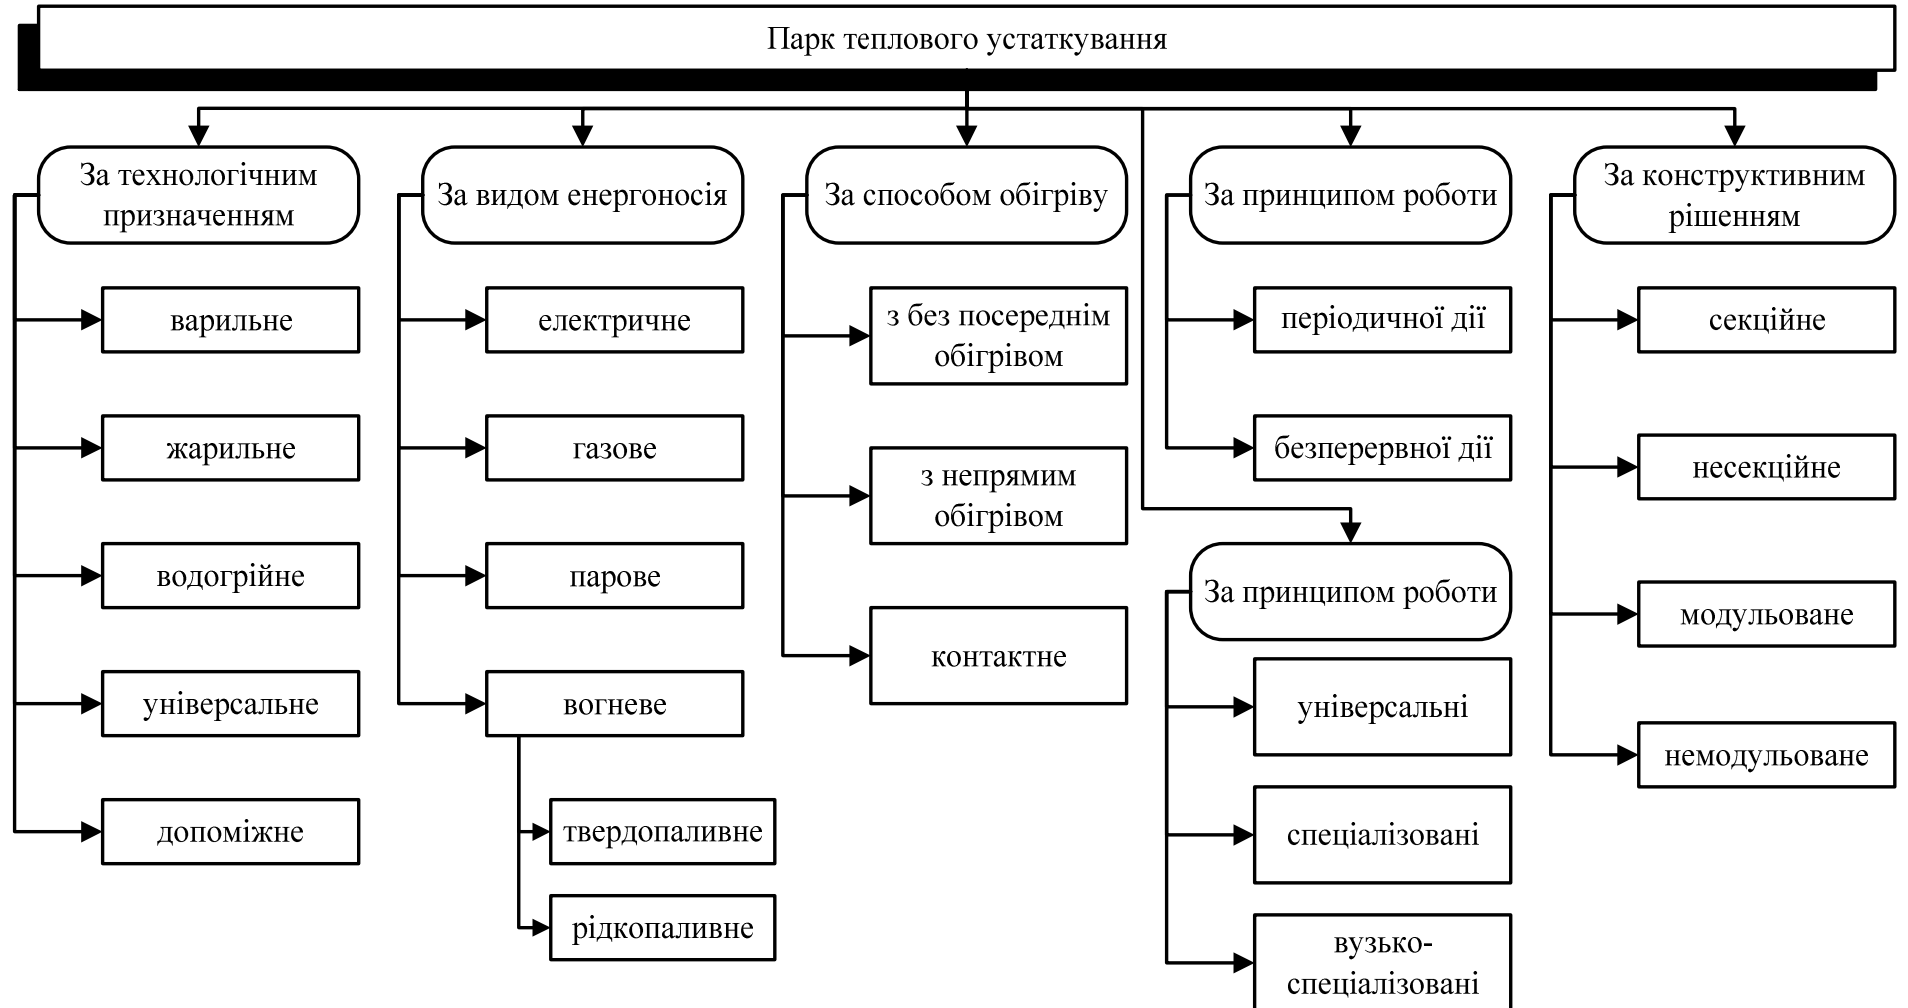 Парк теплового устаткування
За технологічним
призначенням
варильне
жарильне
водогрійне
універсальне
допоміжне
За видом енергоносія
електричне
газове
парове
вогневе
твердопаливне
рідкопаливне
За способом обігріву
з без посереднім
обігрівом
з непрямим
обігрівом
контактне
За принципом роботи
періодичної дії
безперервної дії
За принципом роботи
універсальні
спеціалізовані
вузько-
спеціалізовані
За конструктивним
рішенням
секційне
несекційне
модульоване
немодульоване